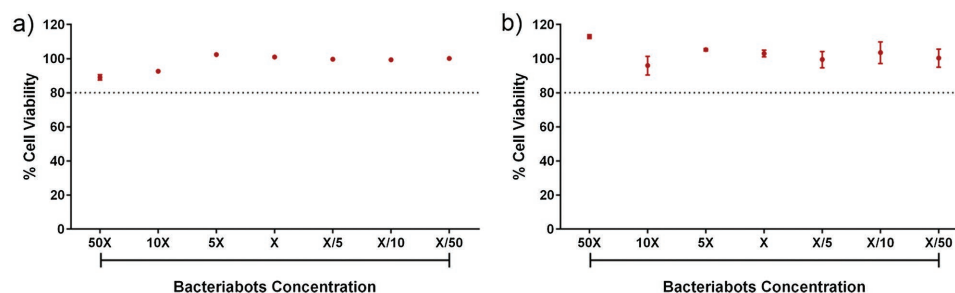 a)
120
100
80
60
40
20
0
% Cell Viability
50X 10X 5X X X/5 X/10 X/50
Bacteriabots Concentration
b)
120
100
80
60
40
20
0
% Cell Viability
50X 10X 5X X X/5 X/10 X/50
Bacteriabots Concentration